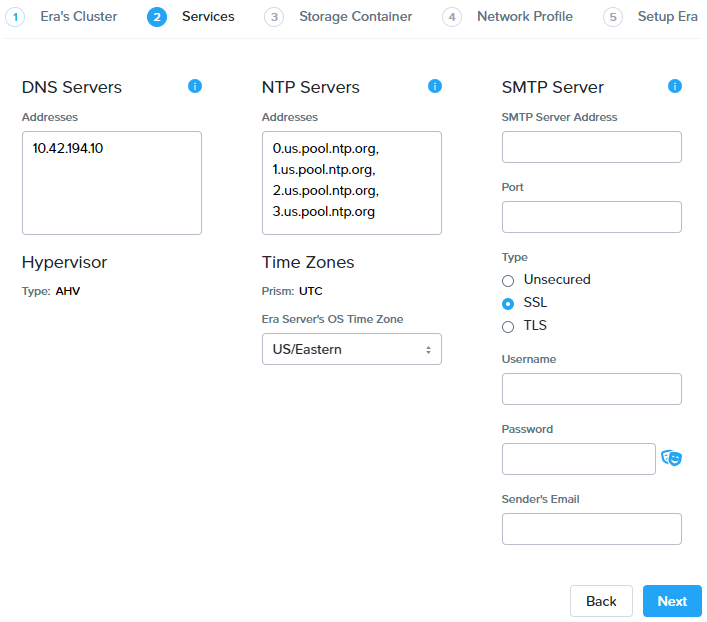 1 Era's Cluster 2 Services 3 Storage Container 4 Network Profile 5 Setup Era
DNS Servers
Addresses
10.42.194.10
Hypervisor
Type: AHV
NTP Servers
Addresses
0.us.pool.ntp.org,
1.us.pool.ntp.org,
2.us.pool.ntp.org,
3.us.pool.ntp.org
Time Zones
Prism: UTC
Era Server's OS Time Zone
US/Eastern
SMTP Server
SMTP Server Address
Port
Type
Unsecured
SSL
TLS
Username
Password
Sender's Email
Back Next